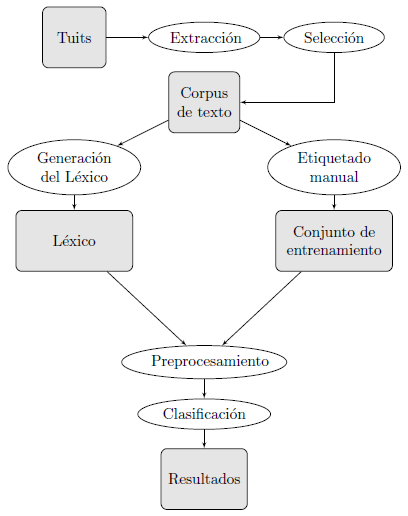 Tuits
Extracción
Selección
Corpus
de texto
Generación
del Léxico
Etiquetado
manual
Léxico
Conjunto de
entrenamiento
Preprocesamiento
Clasificación
Resultados